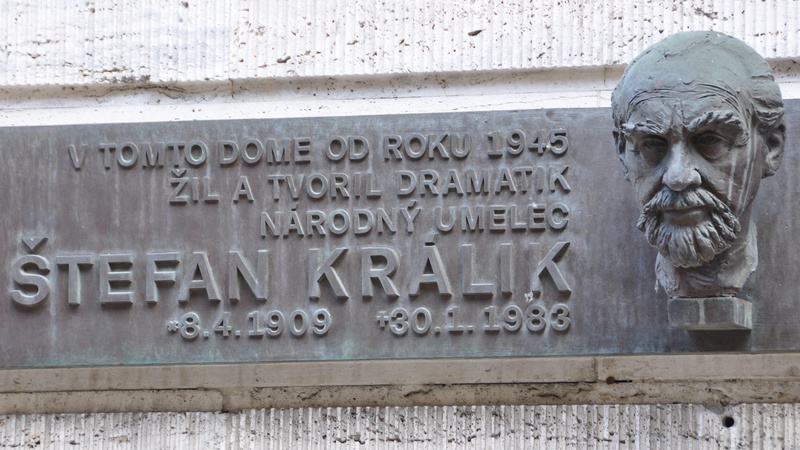 V TOMTO DOME OD ROKU 1945
ŽIL A TVORIL DRAMATIK
NÁRODNÝ UMELEC
ŠTEFAN KRÁLIK
*8.4.1909 +30.1.1983